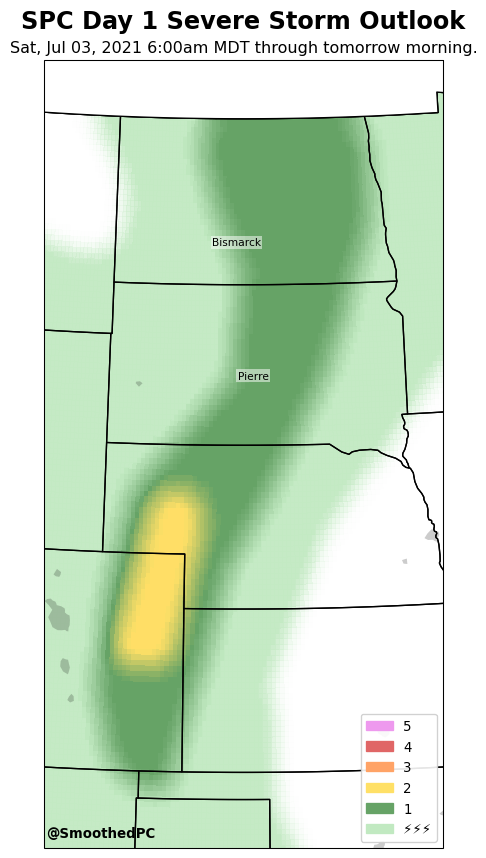 SPC Day 1 Severe Storm Outlook
Sat, Jul 03, 2021 6:00am MDT through tomorrow morning.
Bismarck
Pierre
5
4
3
2
1
⚡⚡⚡
@SmoothedPC